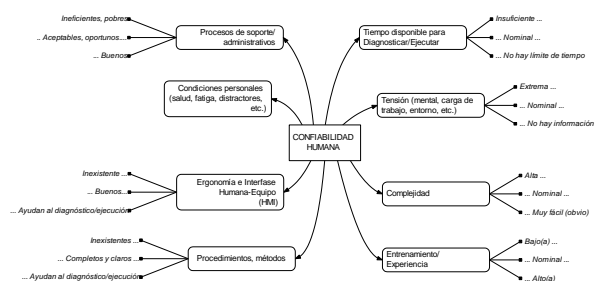 Ineficientes, pobres
.. Aceptables, oportunos....
... Buenos
Procesos de soporte/
administrativos
Condiciones personales
(salud, fatiga, distractores,
etc.)
Inexistente ...
... Buenos...
... Ayudan al diagnóstico/ejecución
Ergonomía e Interfase
Humana-Equipo
(HMI)
Inexistentes ...
... Completos y claros ...
... Ayudan al diagnóstico/ejecución
Procedimientos, métodos
CONFIABILIDAD
HUMANA
Tiempo disponible para
Diagnosticar/Ejecutar
Insuficiente ...
... Nominal ...
... No hay límite de tiempo
Tensión (mental, carga de
trabajo, entorno, etc.)
Extrema ...
... Nominal ...
... No hay información
Complejidad
Alta ...
... Nominal ...
... Muy fácil (obvio)
Entrenamiento/
Experiencia
Bajo(a) ...
... Nominal ...
... Alto(a)